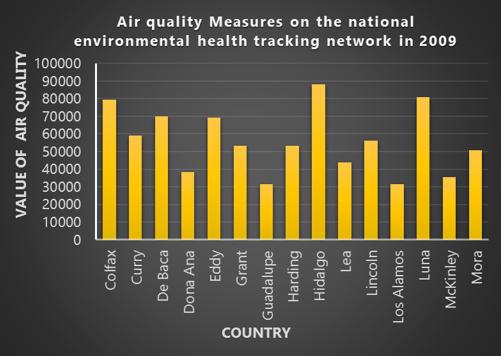 Air quality Measures on the national
environmental health tracking network in 2009
VALUE OF AIR QUALITY
100000
90000
80000
70000
60000
50000
40000
30000
20000
10000
0
Colfax
Curry
De Baca
Dona Ana
Eddy
Grant
Guadalupe
Harding
Hidalgo
Lea
Lincoln
Los Alamos
Luna
McKinley
Mora
COUNTRY